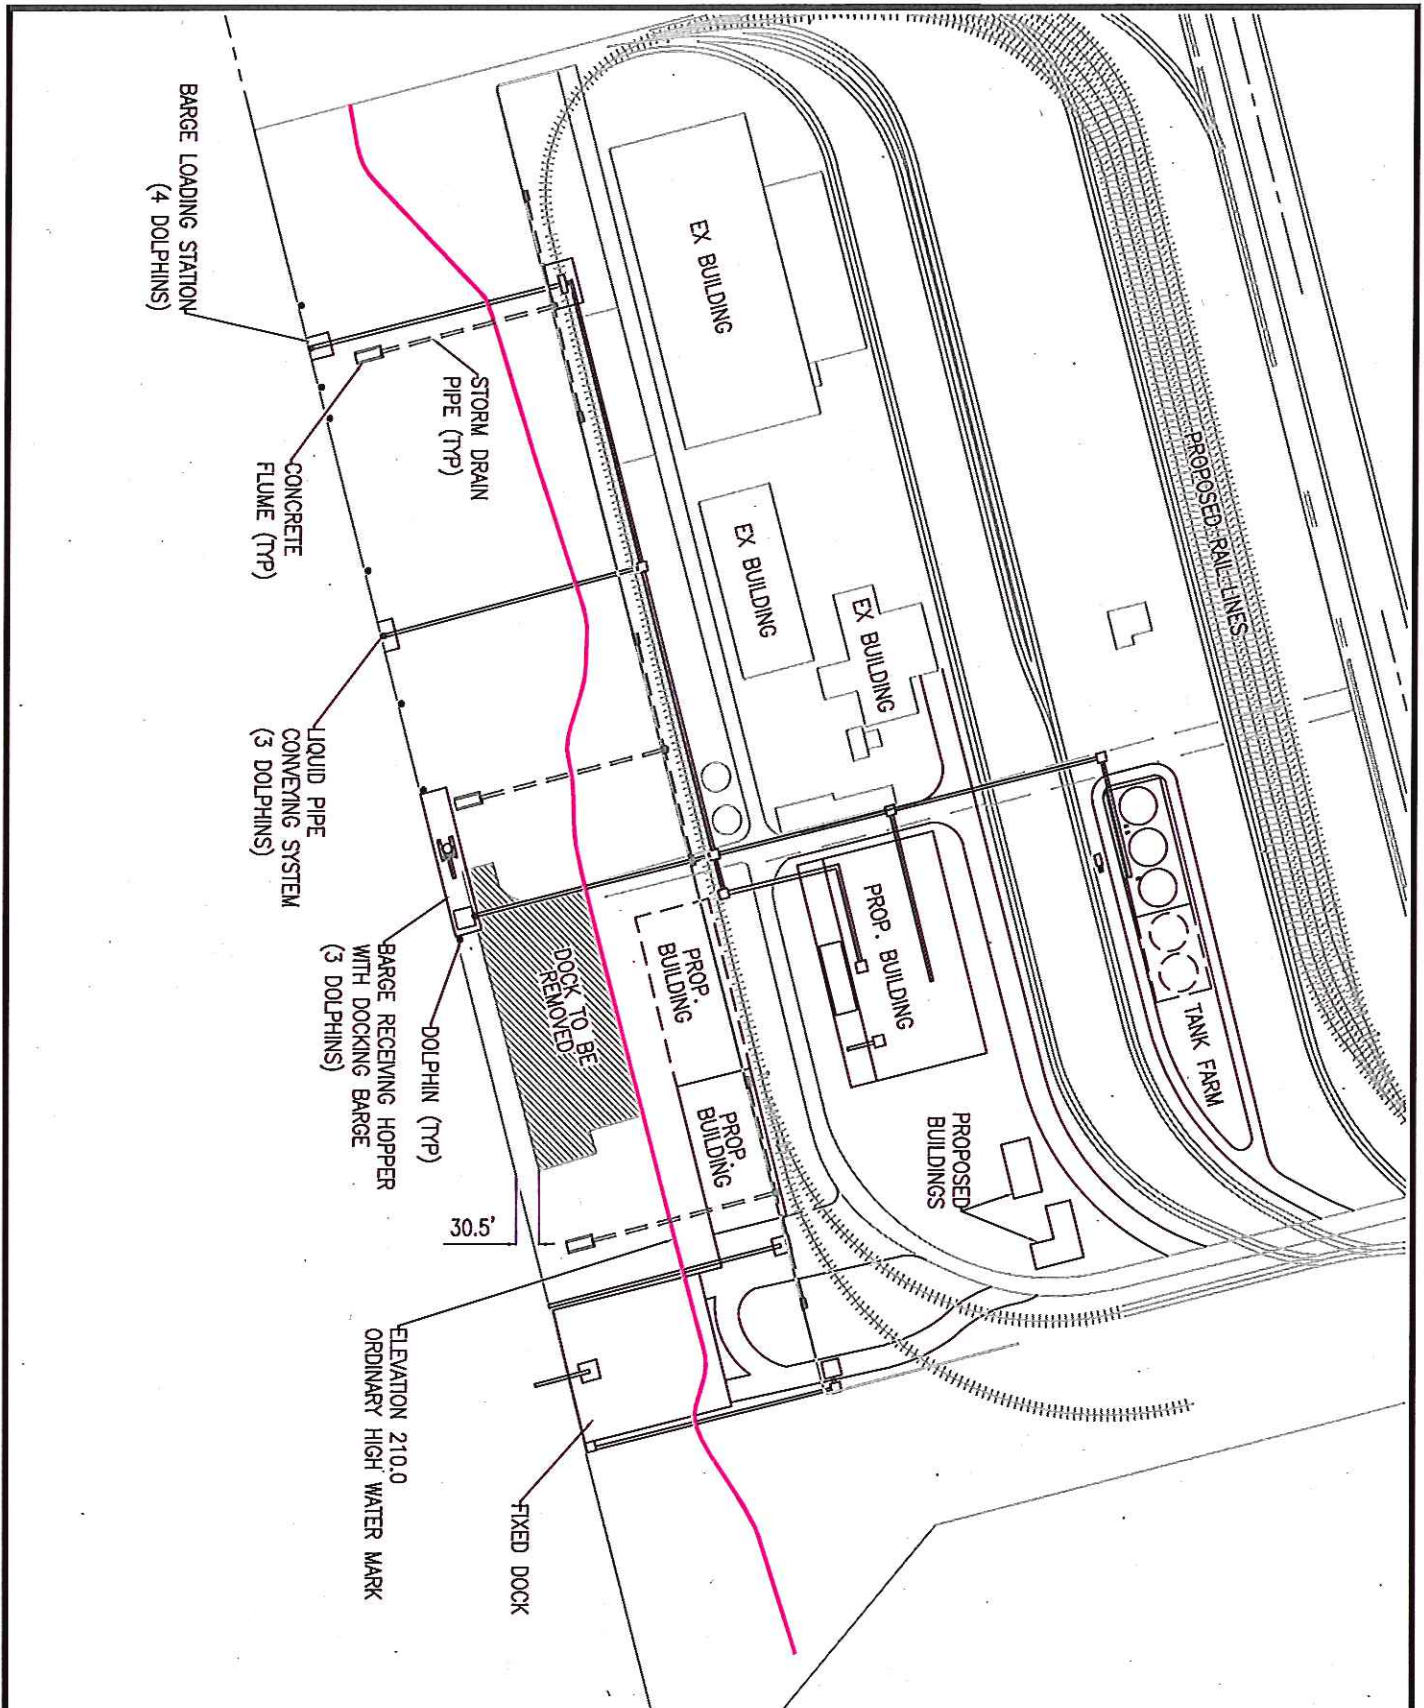 PROPOSED RAIL LINES
EX BUILDING
EX BUILDING
EX BUILDING
TANK FARM
PROP. BUILDING
PROPOSED
BUILDINGS
PROP.
BUILDING
PROP.
BUILDING
DOCK TO BE
REMOVED
STORM DRAIN
PIPE (TYP)
BARGE LOADING STATION
(4 DOLPHINS)
CONCRETE
FLUME (TYP)
LIQUID PIPE
CONVEYING SYSTEM
(3 DOLPHINS)
DOLPHIN (TYP)
BARGE RECEIVING HOPPER
WITH DOCKING BARGE
(3 DOLPHINS)
30.5'
ELEVATION 210.0
ORDINARY HIGH WATER MARK
FIXED DOCK